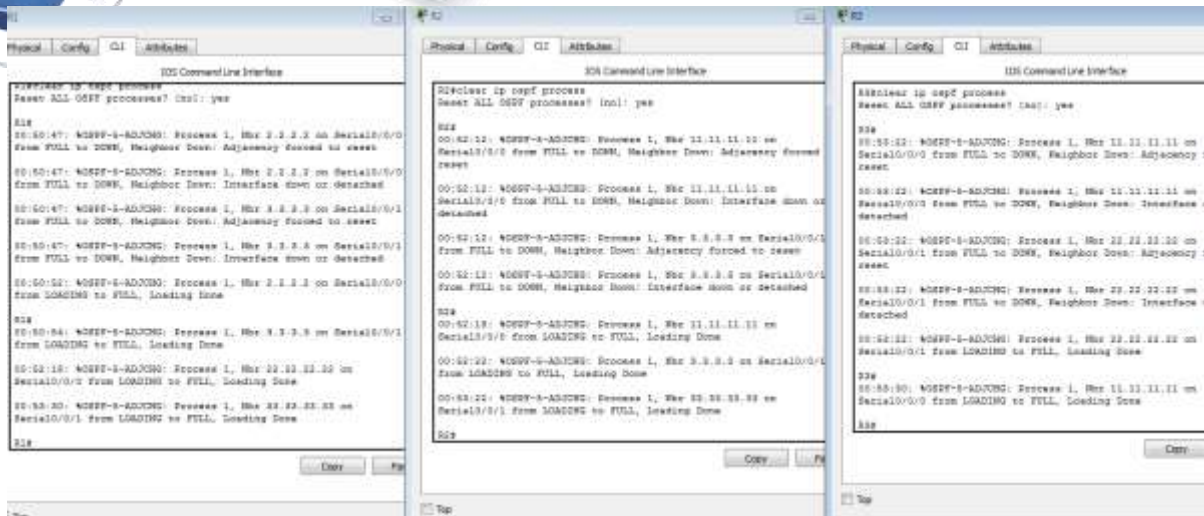 R2
Physical Config CLI Attributes
IOS Command Line Interface
R1#clear ip ospf process
Reset ALL OSPF processes? [no]: yes
R1#
00:50:47: %OSPF-5-ADJCHG: Process 1, Nbr 2.2.2.2 on Serial0/0/0
from FULL to DOWN, Neighbor Down: Adjacency forced to reset
00:50:47: %OSPF-5-ADJCHG: Process 1, Nbr 2.2.2.2 on Serial0/0/0
from FULL to DOWN, Neighbor Down: Interface down or detached
00:50:47: %OSPF-5-ADJCHG: Process 1, Nbr 3.3.3.3 on Serial0/0/1
from FULL to DOWN, Neighbor Down: Adjacency forced to reset
00:50:47: %OSPF-5-ADJCHG: Process 1, Nbr 3.3.3.3 on Serial0/0/1
from FULL to DOWN, Neighbor Down: Interface down or detached
00:50:52: %OSPF-5-ADJCHG: Process 1, Nbr 2.2.2.2 on Serial0/0/0
from LOADING to FULL, Loading Done
R1#
00:50:54: %OSPF-5-ADJCHG: Process 1, Nbr 3.3.3.3 on Serial0/0/1
from LOADING to FULL, Loading Done
00:52:18: %OSPF-5-ADJCHG: Process 1, Nbr 22.22.22.22 on
Serial0/0/0 from LOADING to FULL, Loading Done
00:53:30: %OSPF-5-ADJCHG: Process 1, Nbr 33.33.33.33 on
Serial0/0/1 from LOADING to FULL, Loading Done
R1#
Copy
Top
R2
Physical Config CLI Attributes
IOS Command Line Interface
R2#clear ip ospf process
Reset ALL OSPF processes? [no]: yes
R2#
00:52:12: %OSPF-5-ADJCHG: Process 1, Nbr 11.11.11.11 on
Serial0/0/0 from FULL to DOWN, Neighbor Down: Adjacency forced
reset
00:52:12: %OSPF-5-ADJCHG: Process 1, Nbr 11.11.11.11 on
Serial0/0/0 from FULL to DOWN, Neighbor Down: Interface down or
detached
00:52:12: %OSPF-5-ADJCHG: Process 1, Nbr 3.3.3.3 on Serial0/0/1
from FULL to DOWN, Neighbor Down: Adjacency forced to reset
00:52:12: %OSPF-5-ADJCHG: Process 1, Nbr 3.3.3.3 on Serial0/0/1
from FULL to DOWN, Neighbor Down: Interface down or detached
R2#
00:52:18: %OSPF-5-ADJCHG: Process 1, Nbr 11.11.11.11 on
Serial0/0/0 from LOADING to FULL, Loading Done
00:52:22: %OSPF-5-ADJCHG: Process 1, Nbr 3.3.3.3 on Serial0/0/1
from LOADING to FULL, Loading Done
00:53:22: %OSPF-5-ADJCHG: Process 1, Nbr 33.33.33.33 on
Serial0/0/1 from LOADING to FULL, Loading Done
R2#
Copy
Top
R2
Physical Config CLI Attributes
IOS Command Line Interface
R3#clear ip ospf process
Reset ALL OSPF processes? [no]: yes
R3#
00:53:22: %OSPF-5-ADJCHG: Process 1, Nbr 11.11.11.11 on
Serial0/0/0 from FULL to DOWN, Neighbor Down: Adjacency
reset
00:53:22: %OSPF-5-ADJCHG: Process 1, Nbr 11.11.11.11 on
Serial0/0/0 from FULL to DOWN, Neighbor Down: Interface
detached
00:53:22: %OSPF-5-ADJCHG: Process 1, Nbr 22.22.22.22 on
Serial0/0/1 from FULL to DOWN, Neighbor Down: Adjacency
reset
00:53:22: %OSPF-5-ADJCHG: Process 1, Nbr 22.22.22.22 on
Serial0/0/1 from FULL to DOWN, Neighbor Down: Interface
detached
00:53:22: %OSPF-5-ADJCHG: Process 1, Nbr 22.22.22.22 on
Serial0/0/1 from LOADING to FULL, Loading Done
R3#
00:53:30: %OSPF-5-ADJCHG: Process 1, Nbr 11.11.11.11 on
Serial0/0/0 from LOADING to FULL, Loading Done
R3#
Copy
Top